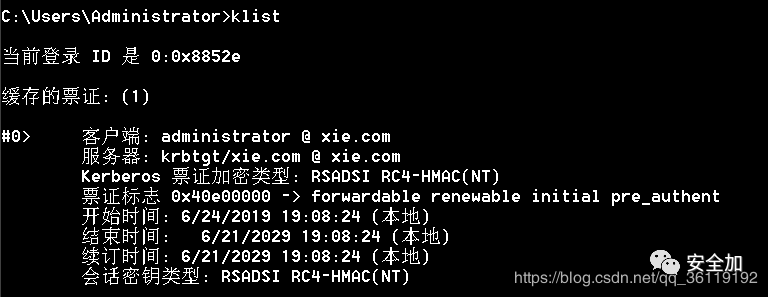 C:\Users\Administrator>klist
当前登录 ID 是 0:0x8852e
缓存的票证: (1)
#0> 客户端: administrator @ xie.com
服务器: krbtgt/xie.com @ xie.com
Kerberos 票证加密类型: RSADSI RC4-HMAC(NT)
票证标志 0x40e00000 -> forwardable renewable initial pre_authent
开始时间: 6/24/2019 19:08:24 (本地)
结束时间: 6/21/2029 19:08:24 (本地)
续订时间: 6/21/2029 19:08:24 (本地)
会话密钥类型: RSADSI RC4-HMAC(NT)
安全加
https://blog.csdn.net/qq_36119192